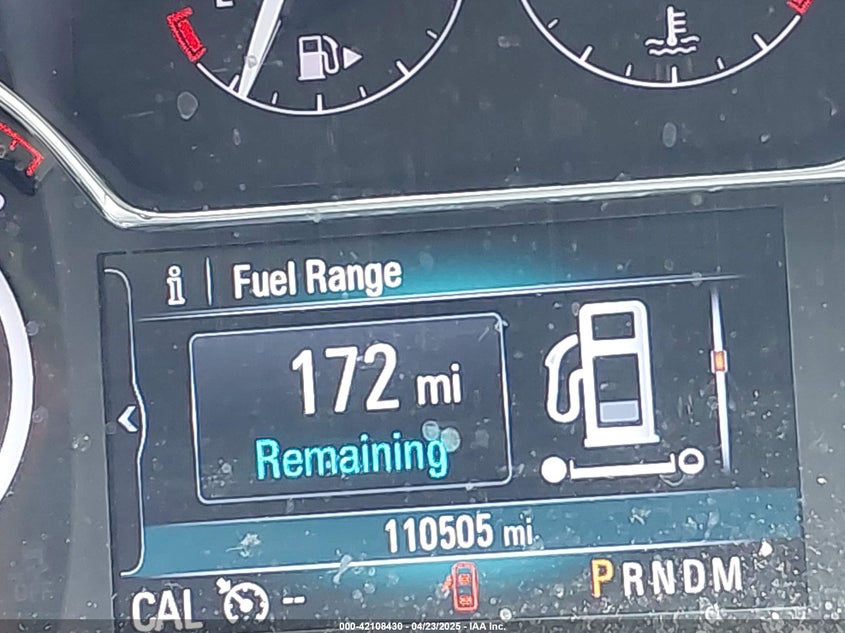 Fuel Range
172 mi
Remaining
110505 mi
CAL -- PRNDM
000-42108430 - 04/23/2025 - IAA Inc.